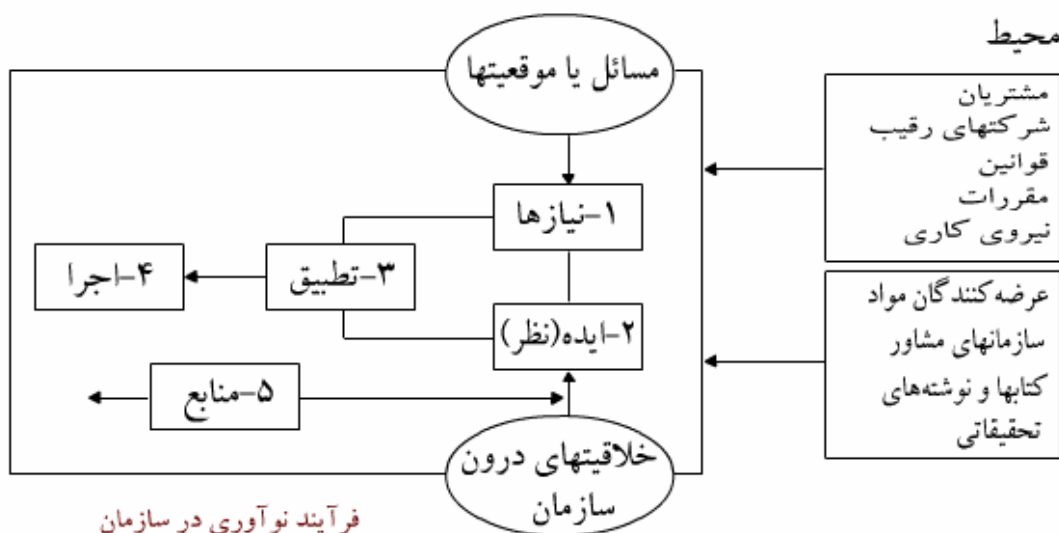 محیط
مشتریان
شرکتهای رقیب
قوانین
مقررات
نیروی کاری
عرضه‌کنندگان مواد
سازمانهای مشاور
کتابها و نوشته‌های
تحقیقاتی
مسائل یا موقعیتها
۱-نیازها
۳-تطبیق
۴-اجرا
۲-ایده(نظر)
۵-منابع
خلاقیتهای درون
سازمان
فرآیند نوآوری در سازمان